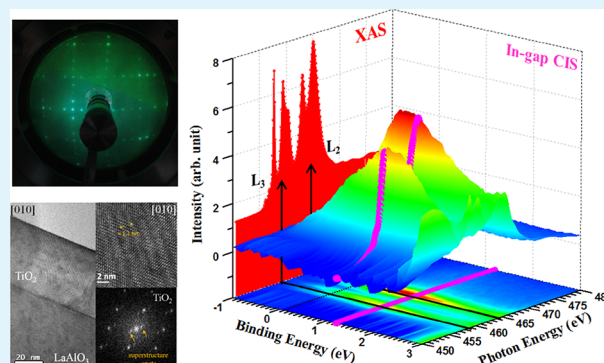 XAS
In-gap CIS
8
6
4
2
0
Intensity (arb. unit)
L3
L2
-1
0
1
2
3
Binding Energy (eV)
450
455
460
465
470
475
480
Photon Energy (eV)
[010]
TiO2
LaAlO3
20 nm
[010]
2 nm
TiO2
superstructure